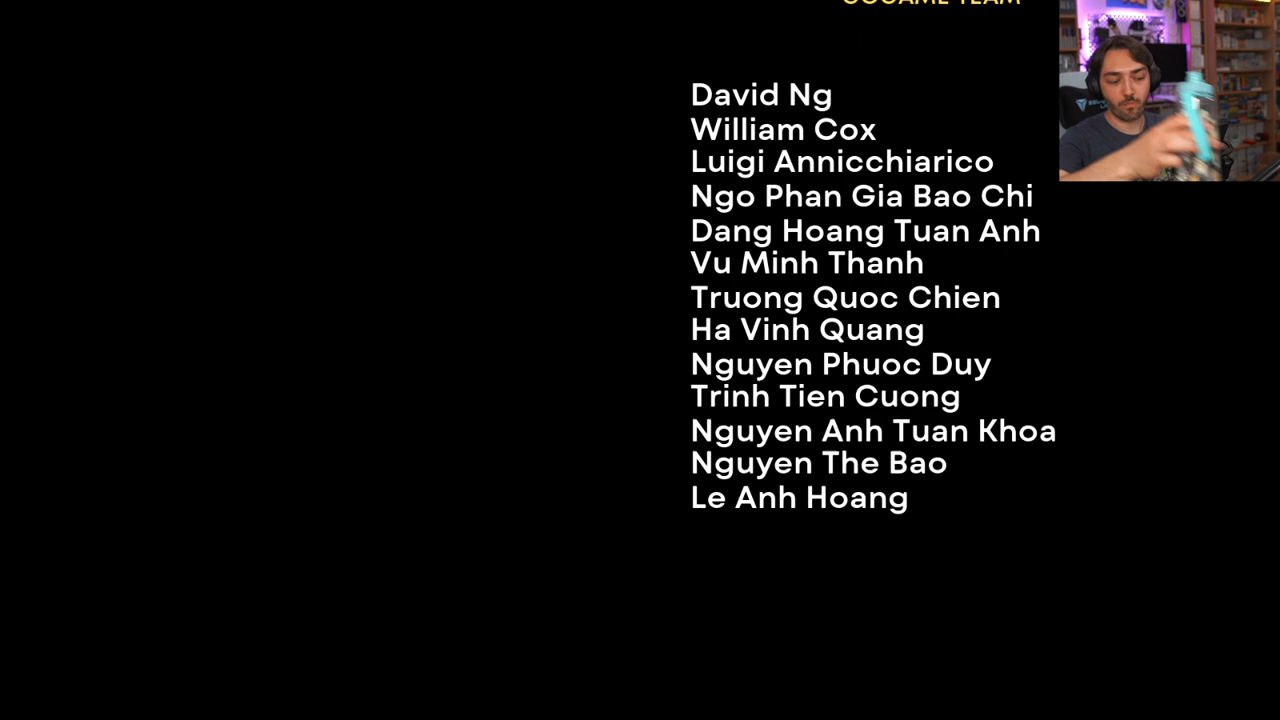 TEAM
David Ng
William Cox
Luigi Annicchiarico
Ngo Phan Gia Bao Chi
Dang Hoang Tuan Anh
Vu Minh Thanh
Truong Quoc Chien
Ha Vinh Quang
Nguyen Phuoc Duy
Trinh Tien Cuong
Nguyen Anh Tuan Khoa
Nguyen The Bao
Le Anh Hoang